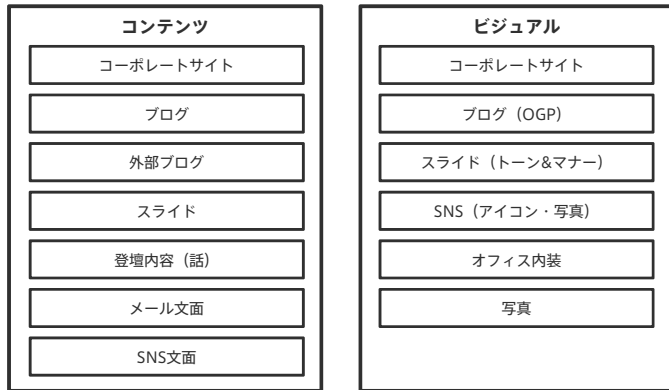 コンテンツ
コーポレートサイト
ブログ
外部ブログ
スライド
登壇内容（話）
メール文面
SNS文面
ビジュアル
コーポレートサイト
ブログ（OGP）
スライド（トーン&マナー）
SNS（アイコン・写真）
オフィス内装
写真